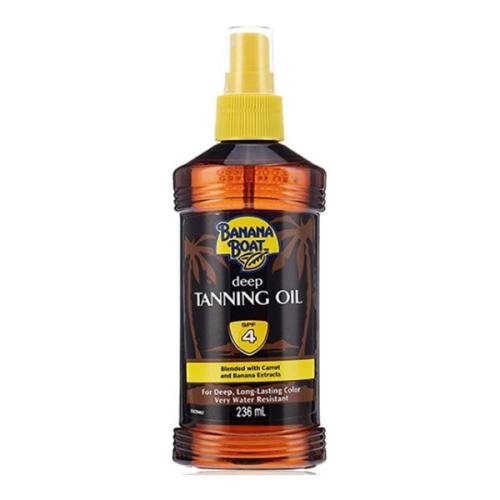 BANANA
BOAT
deep
TANNING OIL
SPF
4
Blended with Carrot
and Banana Extracts
For Deep, Long-Lasting Color
Very Water Resistant
236 mL